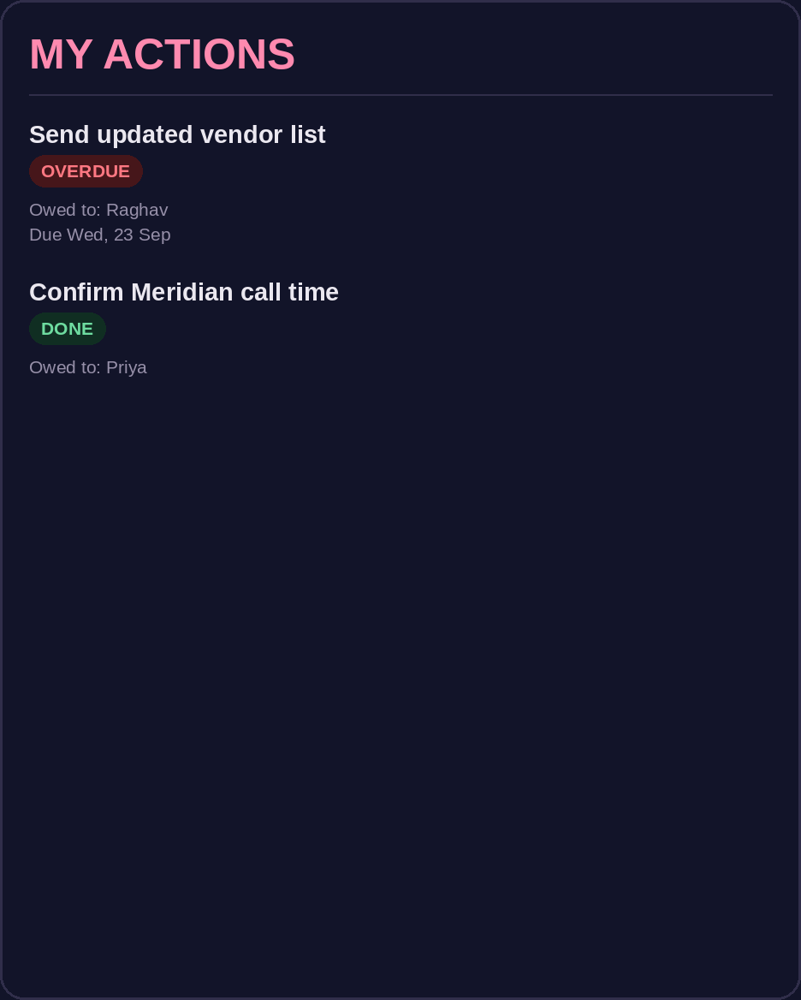 MY ACTIONS
Send updated vendor list
OVERDUE
Owed to: Raghav
Due Wed, 23 Sep
Confirm Meridian call time
DONE
Owed to: Priya